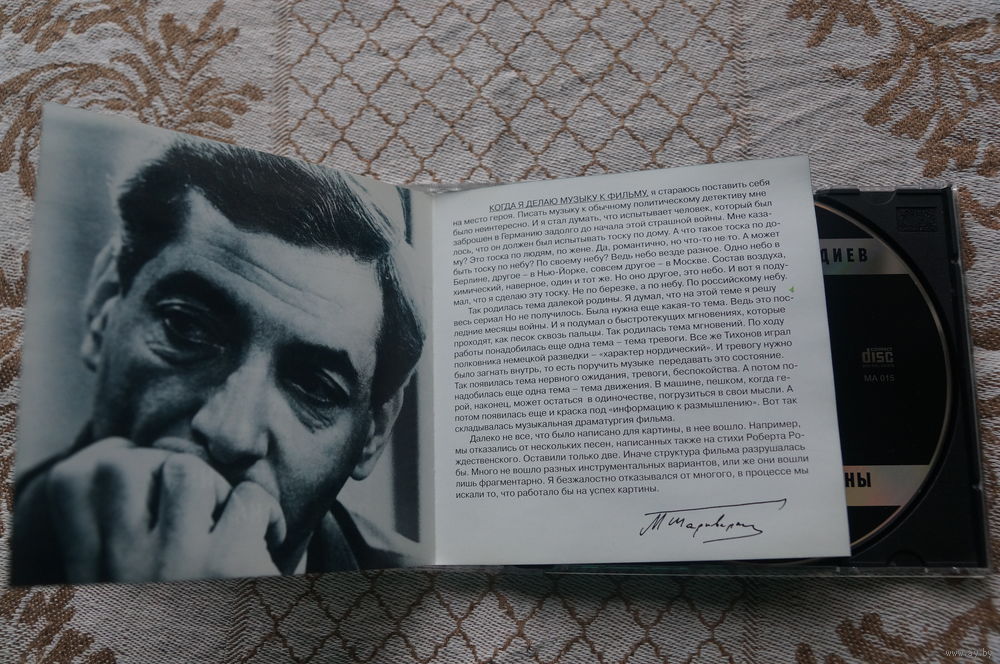 КОГДА Я ДЕЛАЮ МУЗЫКУ К ФИЛЬМУ, я стараюсь поставить себя
на место героя. Писать музыку к обычному политическому детективу мне
было неинтересно. И я стал думать, что испытывает человек, который был
заброшен в Германию задолго до начала этой страшной войны. Мне каза-
лось, что он должен был испытывать тоску по дому. А что такое тоска по до-
му? Это тоска по людям, по жене. Да, романтично, но что-то не то. А может
быть тоску по небу? По своему небу? Ведь небо везде разное. Одно небо в
Берлине, другое – в Нью-Йорке, совсем другое – в Москве. Состав воздуха,
химический, наверное, один и тот же. Но оно другое, это небо. И вот я поду-
мал, что я сделаю эту тоску. Не по березке, а по небу. По российскому небу.
Так родилась тема далекой родины. Я думал, что на этой теме я решу
весь сериал Но не получилось. Была нужна еще какая-то тема. Ведь это пос-
ледние месяцы войны. И я подумал о быстротекущих мгновениях, которые
проходят, как песок сквозь пальцы. Так родилась тема мгновений. По ходу
работы понадобилась еще одна тема – тема тревоги. Все же Тихонов играл
полковника немецкой разведки – «характер нордический». И тревогу нужно
было загнать внутрь, то есть поручить музыке передавать это состояние.
Так появилась тема нервного ожидания, тревоги, беспокойства. А потом по-
надобилась еще одна тема – тема движения. В машине, пешком, когда ге-
рой, наконец, может остаться в одиночестве, погрузиться в свои мысли. А
потом появилась еще и краска под «информацию к размышлению». Вот так
складывалась музыкальная драматургия фильма.
Далеко не все, что было написано для картины, в нее вошло. Например,
мы отказались от нескольких песен, написанных также на стихи Роберта Ро-
ждественского. Оставили только две. Иначе структура фильма разрушалась
бы. Много не вошло разных инструментальных вариантов, или же они вошли
лишь фрагментарно. Я безжалостно отказывался от многого, в процессе мы
искали то, что работало бы на успех картины.
ДИЕВ
COMPACT
disc
MA 015
НЫ
www.ay.by